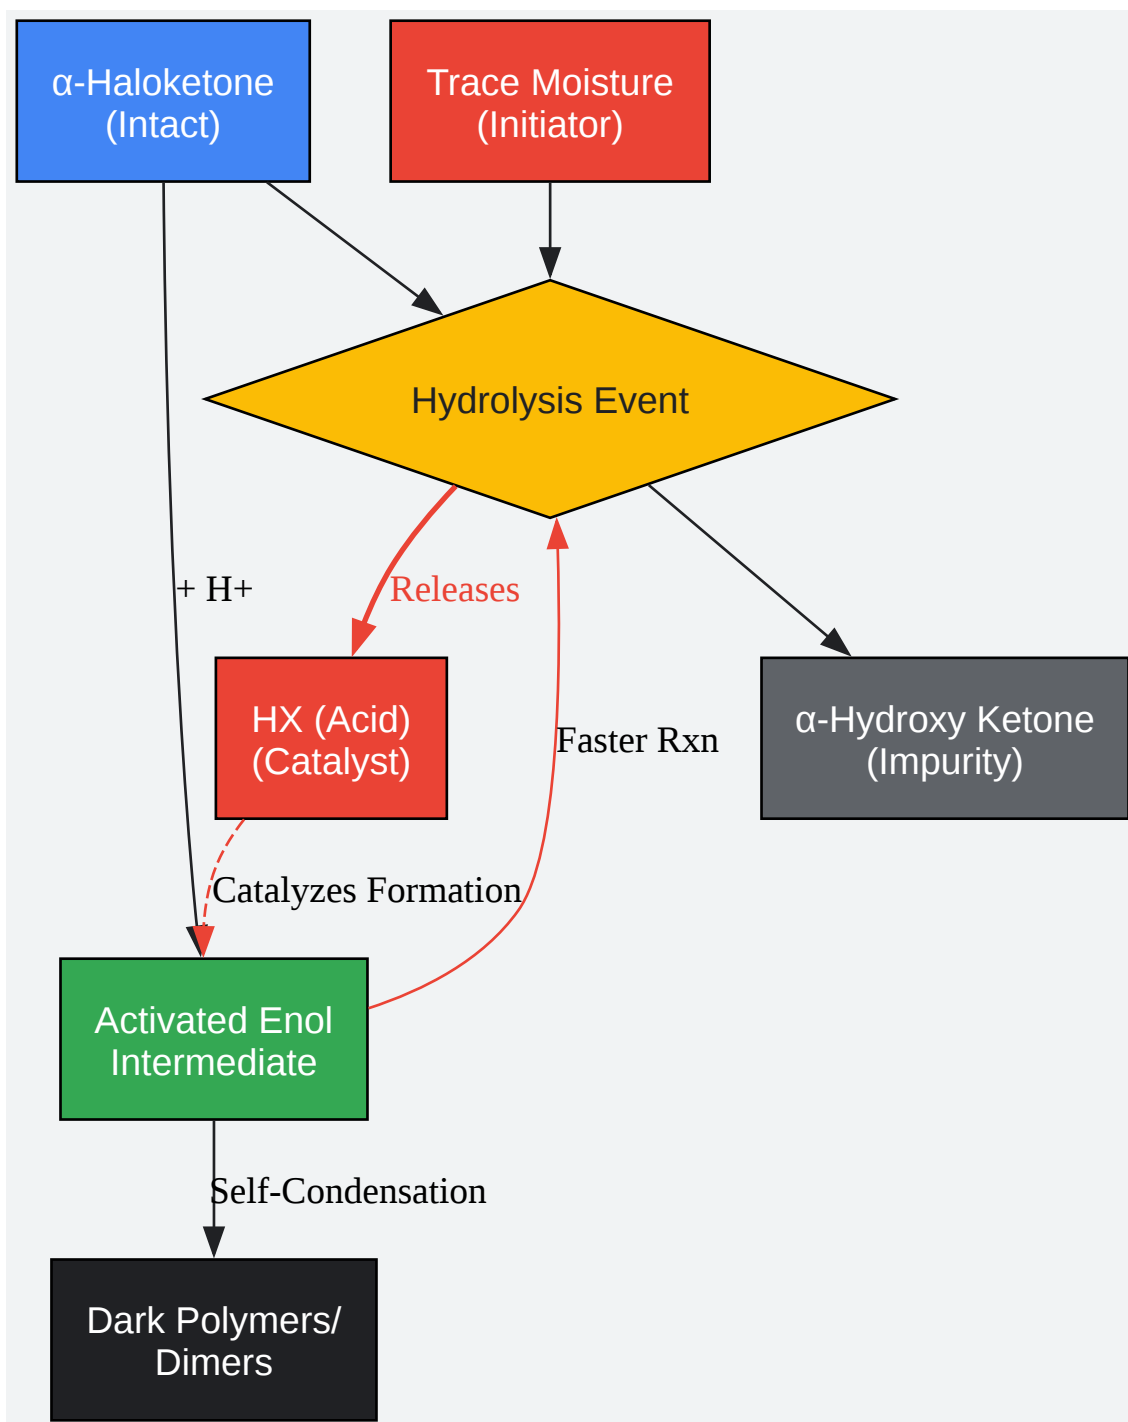 α-Haloketone
(Intact)
Trace Moisture
(Initiator)
Hydrolysis Event
+ H+
Releases
HX (Acid)
(Catalyst)
Faster Rxn
α-Hydroxy Ketone
(Impurity)
Catalyzes Formation
Activated Enol
Intermediate
Self-Condensation
Dark Polymers/
Dimers